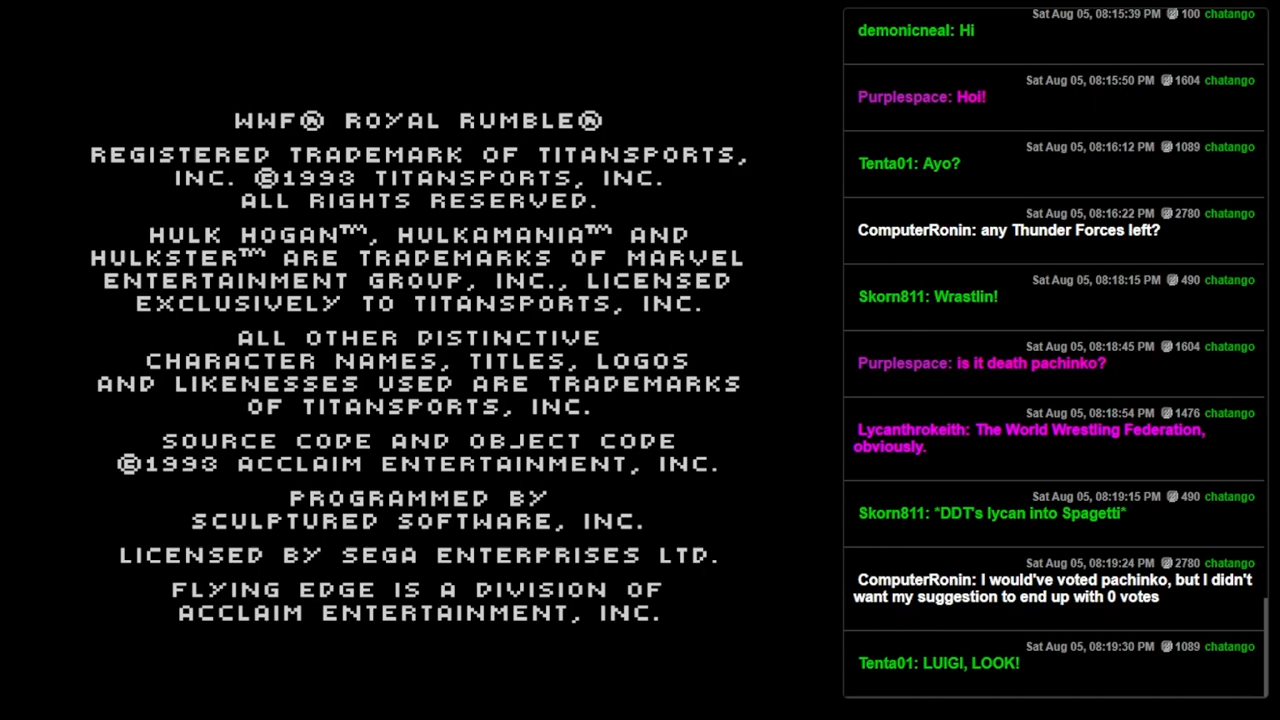 WWF® ROYAL RUMBLE®
REGISTERED TRADEMARK OF TITANSPORTS,
INC. ©1993 TITANSPORTS, INC.
ALL RIGHTS RESERVED.
HULK HOGAN™, HULKAMANIA™ AND
HULKSTER™ ARE TRADEMARKS OF MARVEL
ENTERTAINMENT GROUP, INC., LICENSED
EXCLUSIVELY TO TITANSPORTS, INC.
ALL OTHER DISTINCTIVE
CHARACTER NAMES, TITLES, LOGOS
AND LIKENESSES USED ARE TRADEMARKS
OF TITANSPORTS, INC.
SOURCE CODE AND OBJECT CODE
©1993 ACCLAIM ENTERTAINMENT, INC.
PROGRAMMED BY
SCULPTURED SOFTWARE, INC.
LICENSED BY SEGA ENTERPRISES LTD.
FLYING EDGE IS A DIVISION OF
ACCLAIM ENTERTAINMENT, INC.
Sat Aug 05, 08:15:39 PM 100 chatango
demonicneal: Hi
Sat Aug 05, 08:15:50 PM 1604 chatango
Purplespace: Hoi!
Sat Aug 05, 08:16:12 PM 1089 chatango
Tenta01: Ayo?
Sat Aug 05, 08:16:22 PM 2780 chatango
ComputerRonin: any Thunder Forces left?
Sat Aug 05, 08:18:15 PM 490 chatango
Skorn811: Wrastlin!
Sat Aug 05, 08:18:45 PM 1604 chatango
Purplespace: is it death pachinko?
Sat Aug 05, 08:18:54 PM 1476 chatango
Lycanthrokeith: The World Wrestling Federation,
obviously.
Sat Aug 05, 08:19:15 PM 490 chatango
Skorn811: *DDT's lycan into Spagetti*
Sat Aug 05, 08:19:24 PM 2780 chatango
ComputerRonin: I would've voted pachinko, but I didn't
want my suggestion to end up with 0 votes
Sat Aug 05, 08:19:30 PM 1089 chatango
Tenta01: LUIGI, LOOK!